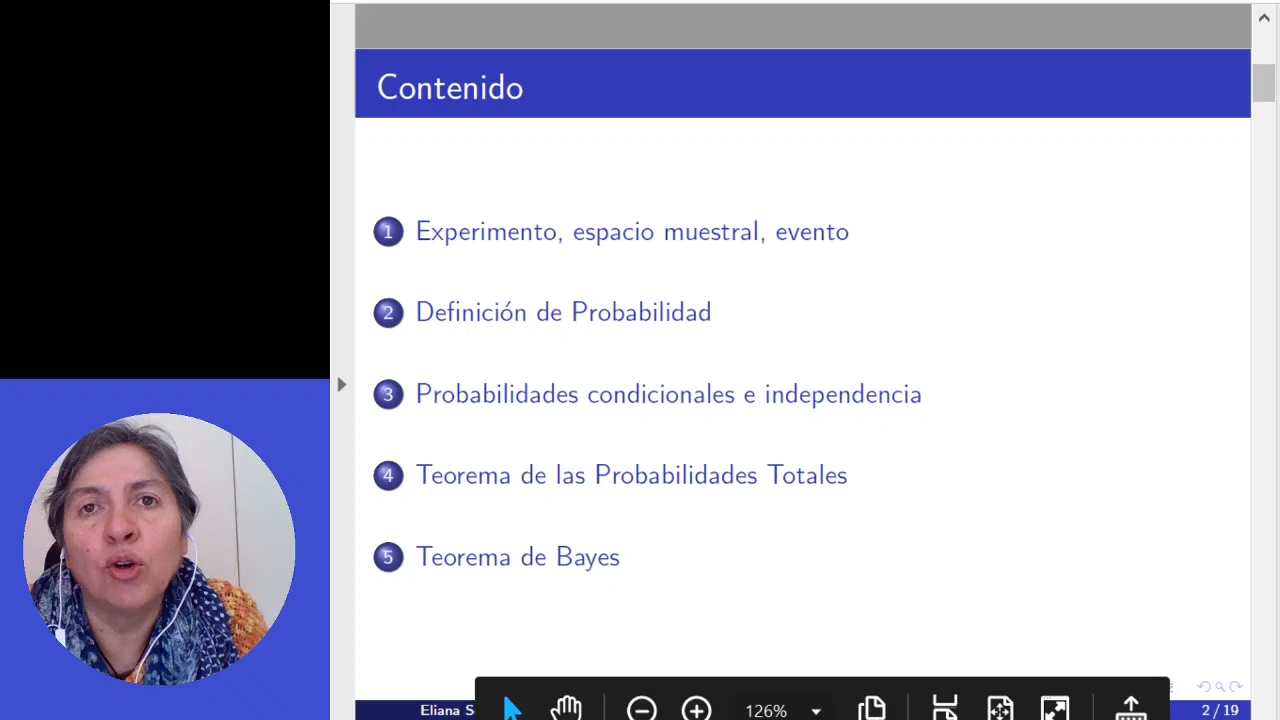 Contenido
1 Experimento, espacio muestral, evento
2 Definición de Probabilidad
3 Probabilidades condicionales e independencia
4 Teorema de las Probabilidades Totales
5 Teorema de Bayes
Eliana S
126%
2 / 19